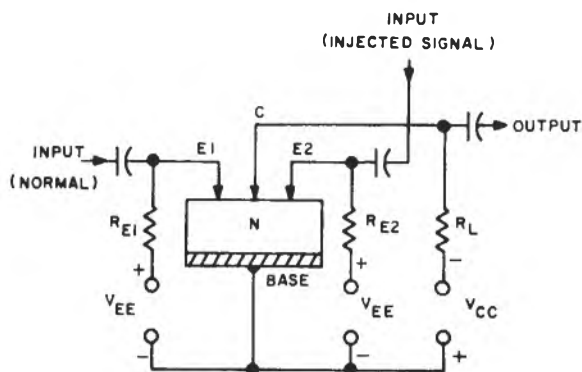 INPUT
(INJECTED SIGNAL)
C
OUTPUT
INPUT
(NORMAL)
E1
E2
RE1
N
RE2
RL
BASE
+
+
-
VEE
VEE
VCC
-
-
+